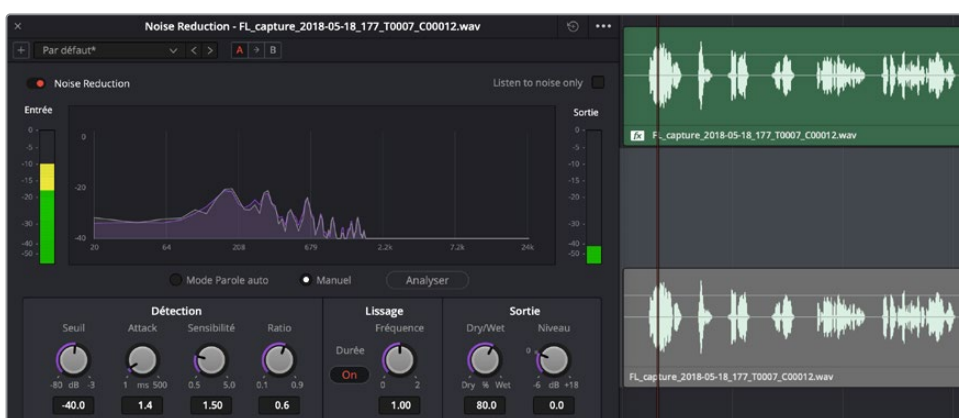 Noise Reduction - FL_capture_2018-05-18_177_T0007_C00012.wav
Par défaut*
A
B
Noise Reduction
Listen to noise only
Entrée
Sortie
0
-5
-10
-15
-20
-30
-40
-50
0
-20
-40
20
64
208
679
2.2k
7.2k
24k
0
-5
-10
-15
-20
-30
-40
-50
Mode Parole auto
Manuel
Analyser
Détection
Lissage
Sortie
Seuil
Attack
Sensibilité
Ratio
Fréquence
Dry/Wet
Niveau
Durée
On
0
-80 dB -3
1 ms 500
0.5 5.0
0.1 0.9
0 2
Dry % Wet
-6 dB +18
-40.0
1.4
1.50
0.6
1.00
80.0
0.0
fx FL_capture_2018-05-18_177_T0007_C00012.wav
FL_capture_2018-05-18_177_T0007_C00012.wav